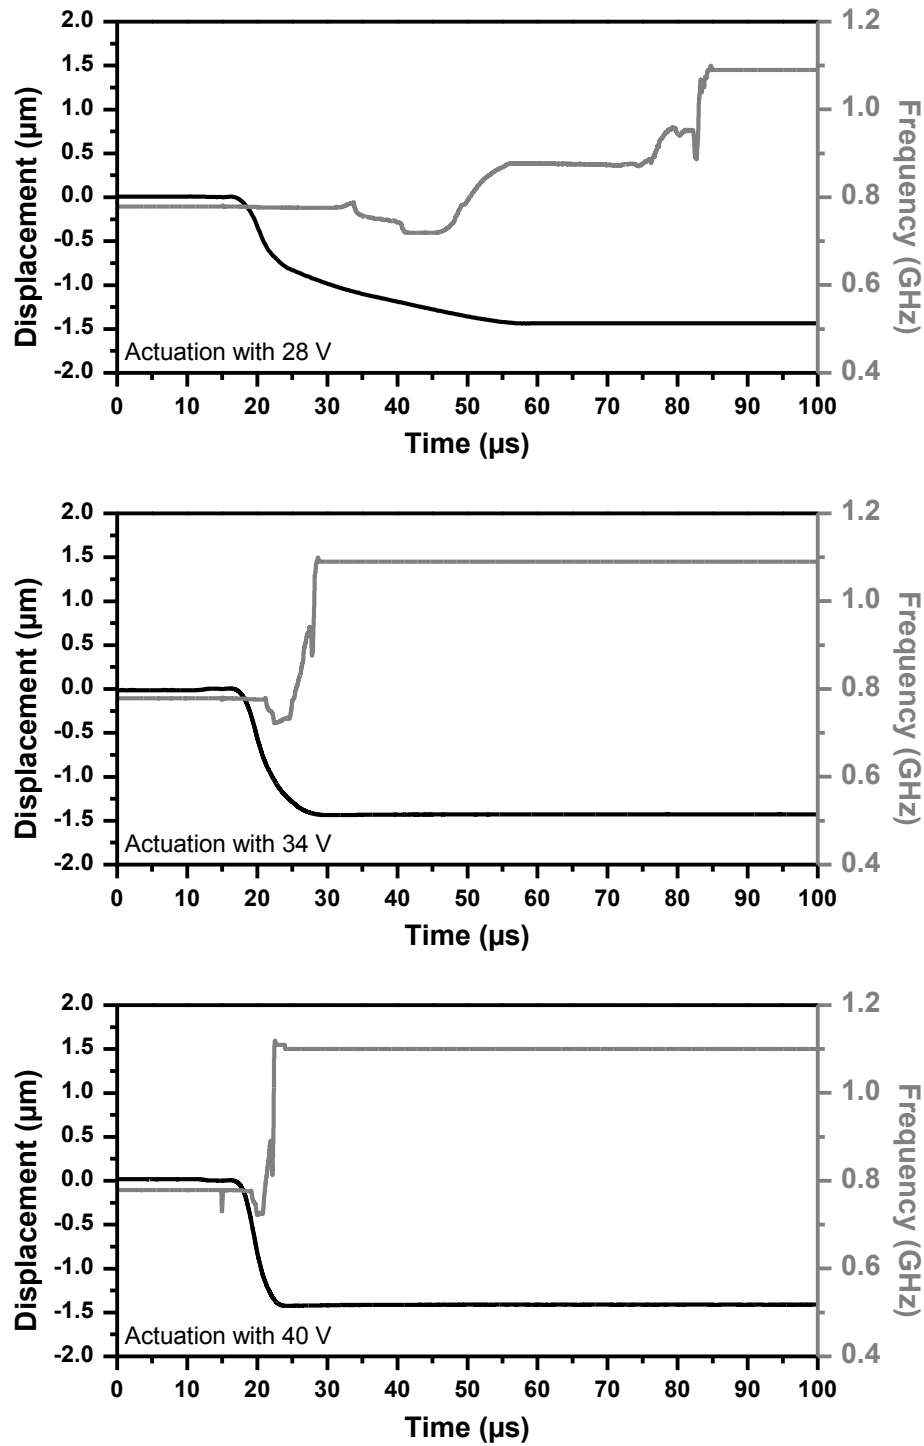 2.0
1.5
1.0
0.5
0.0
-0.5
-1.0
-1.5
-2.0
Displacement (µm)
1.2
1.0
0.8
0.6
0.4
Frequency (GHz)
Actuation with 28 V
0 10 20 30 40 50 60 70 80 90 100
Time (µs)
2.0
1.5
1.0
0.5
0.0
-0.5
-1.0
-1.5
-2.0
Displacement (µm)
1.2
1.0
0.8
0.6
0.4
Frequency (GHz)
Actuation with 34 V
0 10 20 30 40 50 60 70 80 90 100
Time (µs)
2.0
1.5
1.0
0.5
0.0
-0.5
-1.0
-1.5
-2.0
Displacement (µm)
1.2
1.0
0.8
0.6
0.4
Frequency (GHz)
Actuation with 40 V
0 10 20 30 40 50 60 70 80 90 100
Time (µs)